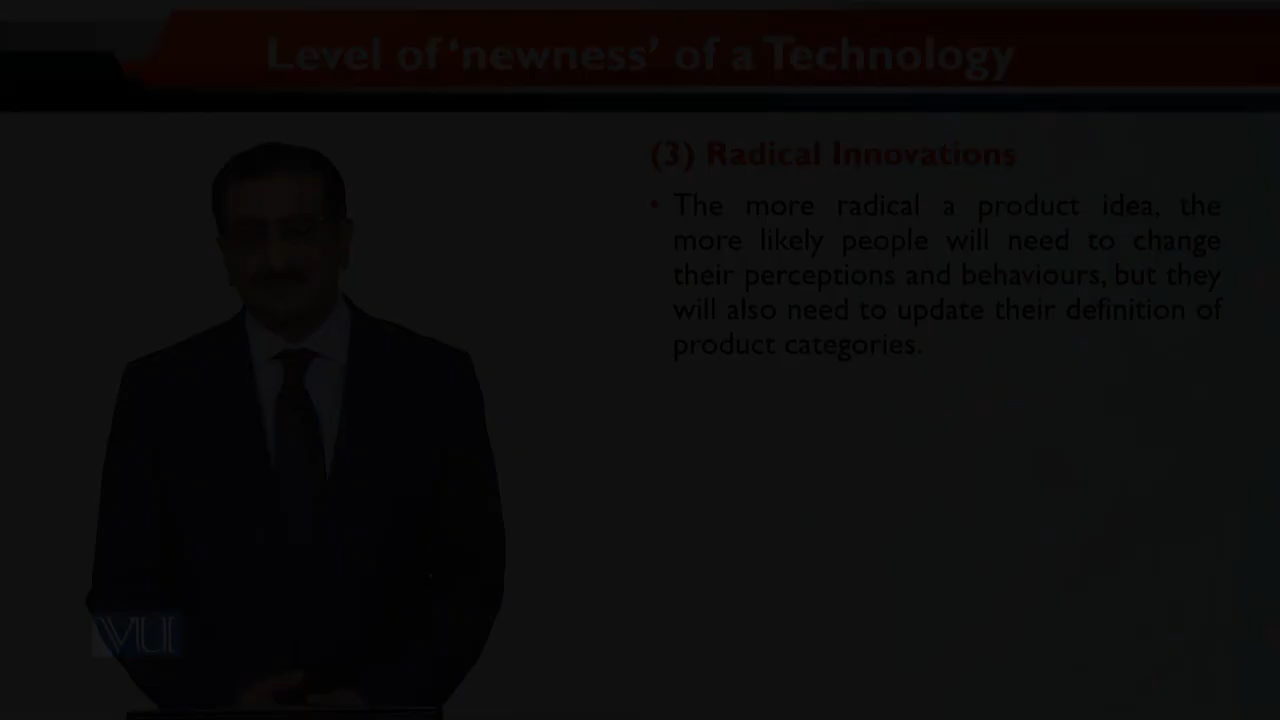 Level of ‘newness’ of a Technology
(3) Radical Innovations
• The more radical a product idea, the
more likely people will need to change
their perceptions and behaviours, but they
will also need to update their definition of
product categories.
VU